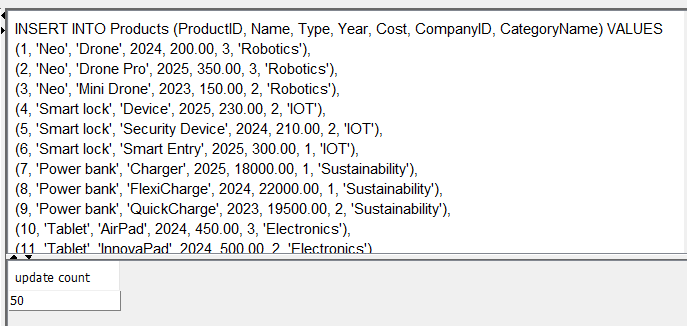 INSERT INTO Products (ProductID, Name, Type, Year, Cost, CompanyID, CategoryName) VALUES
(1, 'Neo', 'Drone', 2024, 200.00, 3, 'Robotics'),
(2, 'Neo', 'Drone Pro', 2025, 350.00, 3, 'Robotics'),
(3, 'Neo', 'Mini Drone', 2023, 150.00, 2, 'Robotics'),
(4, 'Smart lock', 'Device', 2025, 230.00, 2, 'IOT'),
(5, 'Smart lock', 'Security Device', 2024, 210.00, 2, 'IOT'),
(6, 'Smart lock', 'Smart Entry', 2025, 300.00, 1, 'IOT'),
(7, 'Power bank', 'Charger', 2025, 18000.00, 1, 'Sustainability'),
(8, 'Power bank', 'FlexiCharge', 2024, 22000.00, 1, 'Sustainability'),
(9, 'Power bank', 'QuickCharge', 2023, 19500.00, 2, 'Sustainability'),
(10, 'Tablet', 'AirPad', 2024, 450.00, 3, 'Electronics'),
(11, 'Tablet', 'InnovaPad', 2024, 500.00, 2, 'Electronics')
update count
50